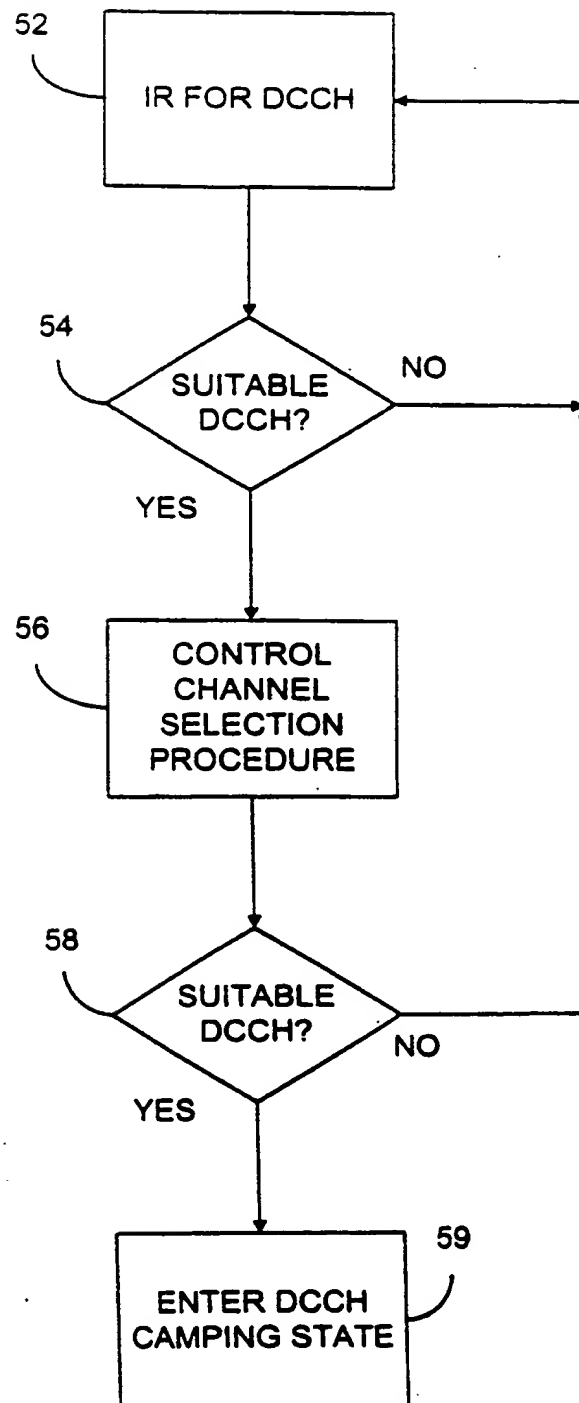 52
IR FOR DCCH
54
SUITABLE
DCCH?
NO
YES
56
CONTROL
CHANNEL
SELECTION
PROCEDURE
58
SUITABLE
DCCH?
NO
YES
59
ENTER DCCH
CAMPING STATE